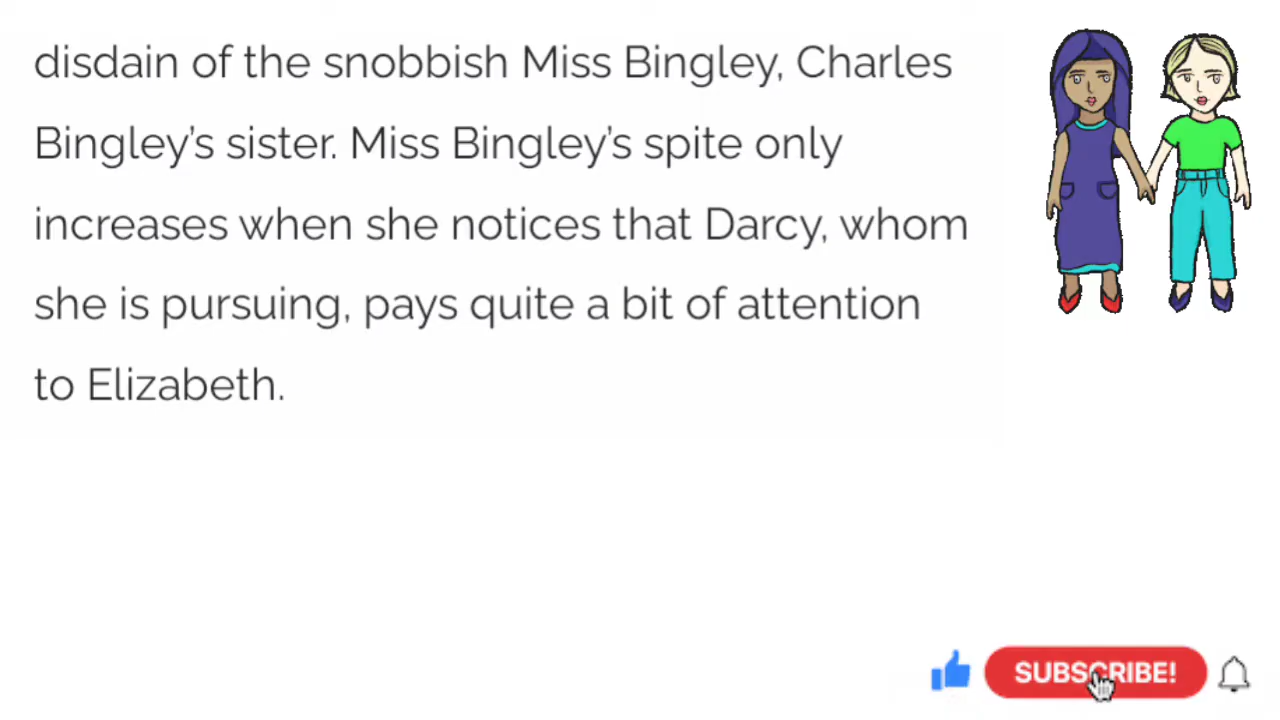 disdain of the snobbish Miss Bingley, Charles
Bingley’s sister. Miss Bingley’s spite only
increases when she notices that Darcy, whom
she is pursuing, pays quite a bit of attention
to Elizabeth.
SUBSCRIBE!